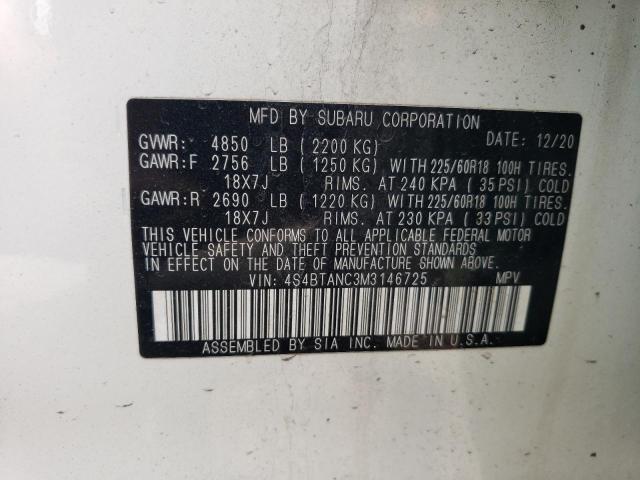 MFD BY SUBARU CORPORATION
GVWR: 4850 LB ( 2200 KG) DATE: 12/20
GAWR:F 2756 LB ( 1250 KG) WITH 225/60R18 100H TIRES.
18X7J RIMS. AT 240 KPA ( 35 PSI) COLD
GAWR:R 2690 LB ( 1220 KG) WITH 225/60R18 100H TIRES.
18X7J RIMS. AT 230 KPA ( 33 PSI) COLD
THIS VEHICLE CONFORMS TO ALL APPLICABLE FEDERAL MOTOR
VEHICLE SAFETY AND THEFT PREVENTION STANDARDS
IN EFFECT ON THE DATE OF MANUFACTURE SHOWN ABOVE.
VIN: 4S4BTANC3M3146725 MPV
ASSEMBLED BY SIA INC. MADE IN U.S.A.